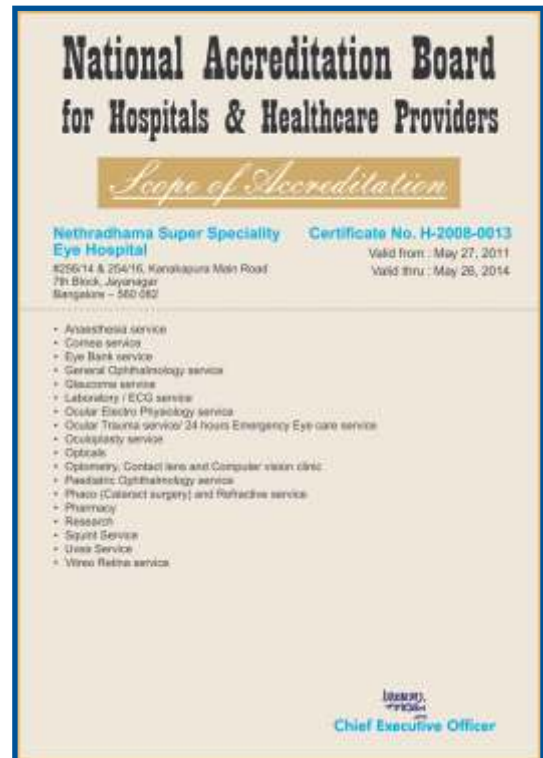 National Accreditation Board
for Hospitals & Healthcare Providers
Scope of Accreditation
Nethradhama Super Speciality
Eye Hospital
#256/14 & 254/16, Kanakapura Main Road
7th Block, Jayanagar
Bangalore – 560 082
Certificate No. H-2008-0013
Valid from : May 27, 2011
Valid thru : May 26, 2014
• Anaesthesia service
• Cornea service
• Eye Bank service
• General Ophthalmology service
• Glaucoma service
• Laboratory / ECG service
• Ocular Electro Physiology service
• Ocular Trauma service/ 24 hours Emergency Eye care service
• Oculoplasty service
• Opticals
• Optometry, Contact lens and Computer vision clinic
• Paediatric Ophthalmology service
• Phaco (Cataract surgery) and Refractive service
• Pharmacy
• Research
• Squint Service
• Uvea Service
• Vitreo Retina service
Chief Executive Officer